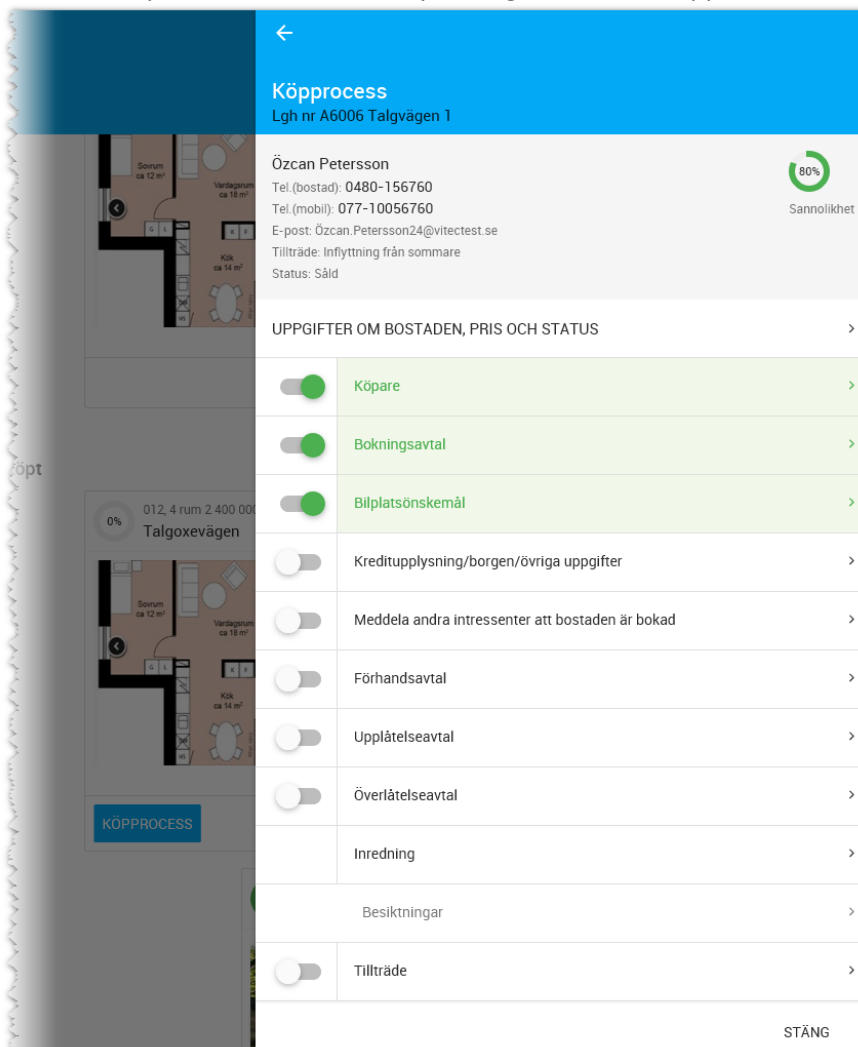 Köpprocess
Lgh nr A6006 Talgvägen 1
Özcan Petersson
Tel.(bostad): 0480-156760
Tel.(mobil): 077-10056760
E-post: Özcan.Petersson24@vitectest.se
Tillträde: Inflyttning från sommare
Status: Såld
80%
Sannolikhet
UPPGIFTER OM BOSTADEN, PRIS OCH STATUS
Köpare
Bokningsavtal
Bilplatsönskemål
Kreditupplysning/borgen/övriga uppgifter
Meddela andra intressenter att bostaden är bokad
Förhandsavtal
Upplåtelseavtal
Överlåtelseavtal
Inredning
Besiktningar
Tillträde
STÄNG
Sovrum
ca 12 m²
Vardagsrum
ca 18 m²
G L
K F
Kök
ca 14 m²
HS
öpt
0%
012, 4 rum 2 400 000
Talgoxevägen
Sovrum
ca 12 m²
Vardagsrum
ca 18 m²
G L
K F
Kök
ca 14 m²
HS
KÖPPROCESS